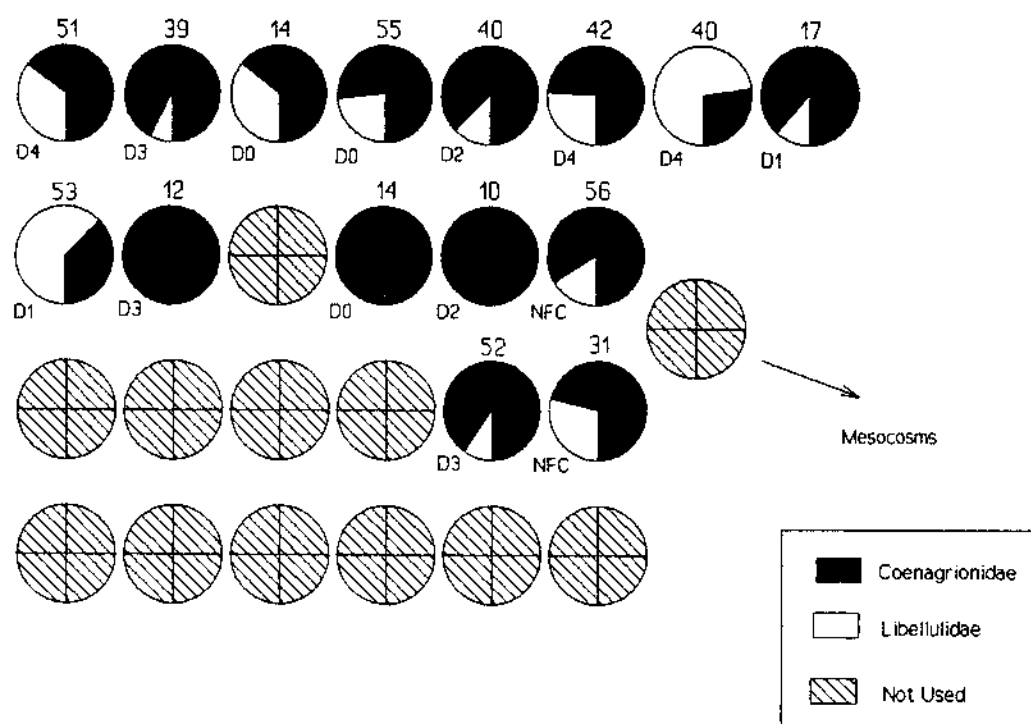 51 39 14 55 40 42 40 17
D4 D3 D0 D0 D2 D4 D4 D1
53 12 14 10 56
D1 D3 D0 D2 NFC
52 31
D3 NFC
Mesocosms
Coenagrionidae
Libellulidae
Not Used